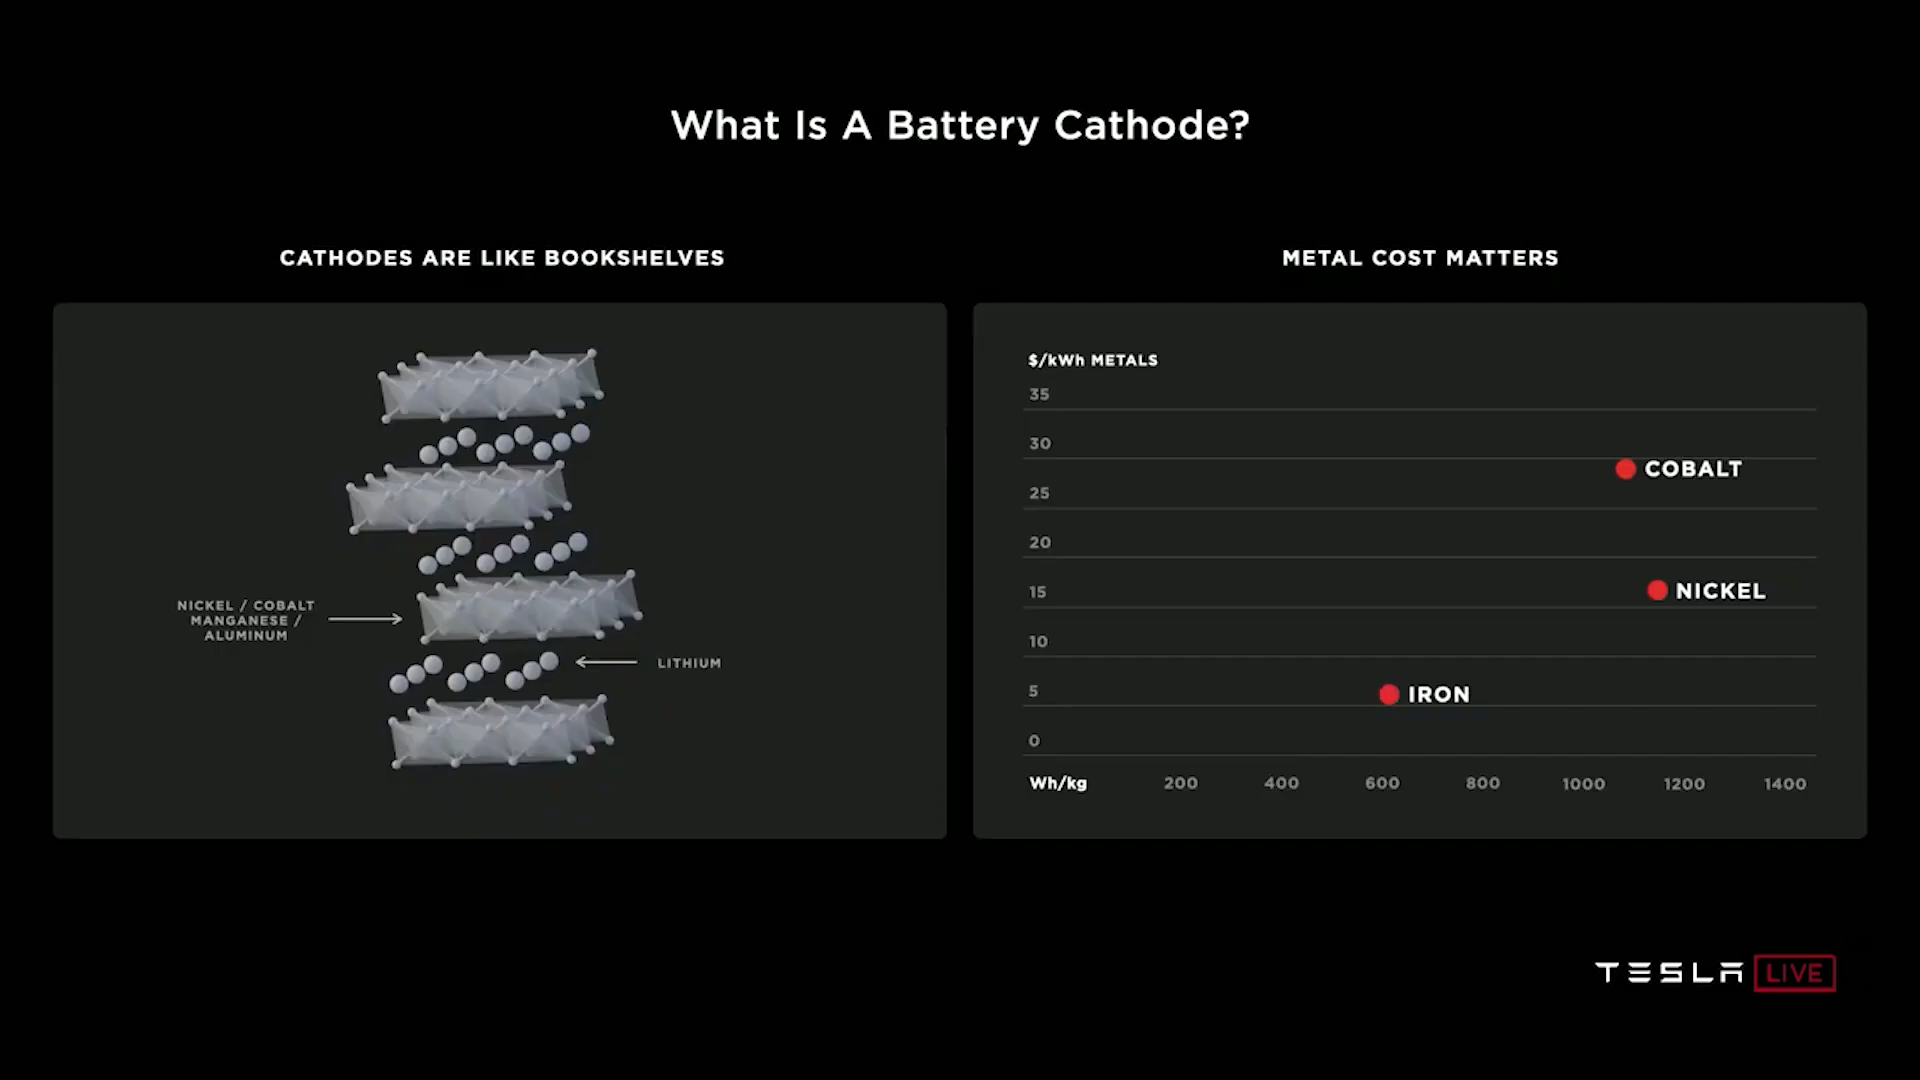 What Is A Battery Cathode?
CATHODES ARE LIKE BOOKSHELVES
NICKEL / COBALT
MANGANESE /
ALUMINUM
LITHIUM
METAL COST MATTERS
$/kWh METALS
35
30
COBALT
25
20
15
NICKEL
10
5
IRON
0
Wh/kg 200 400 600 800 1000 1200 1400
TESLA LIVE